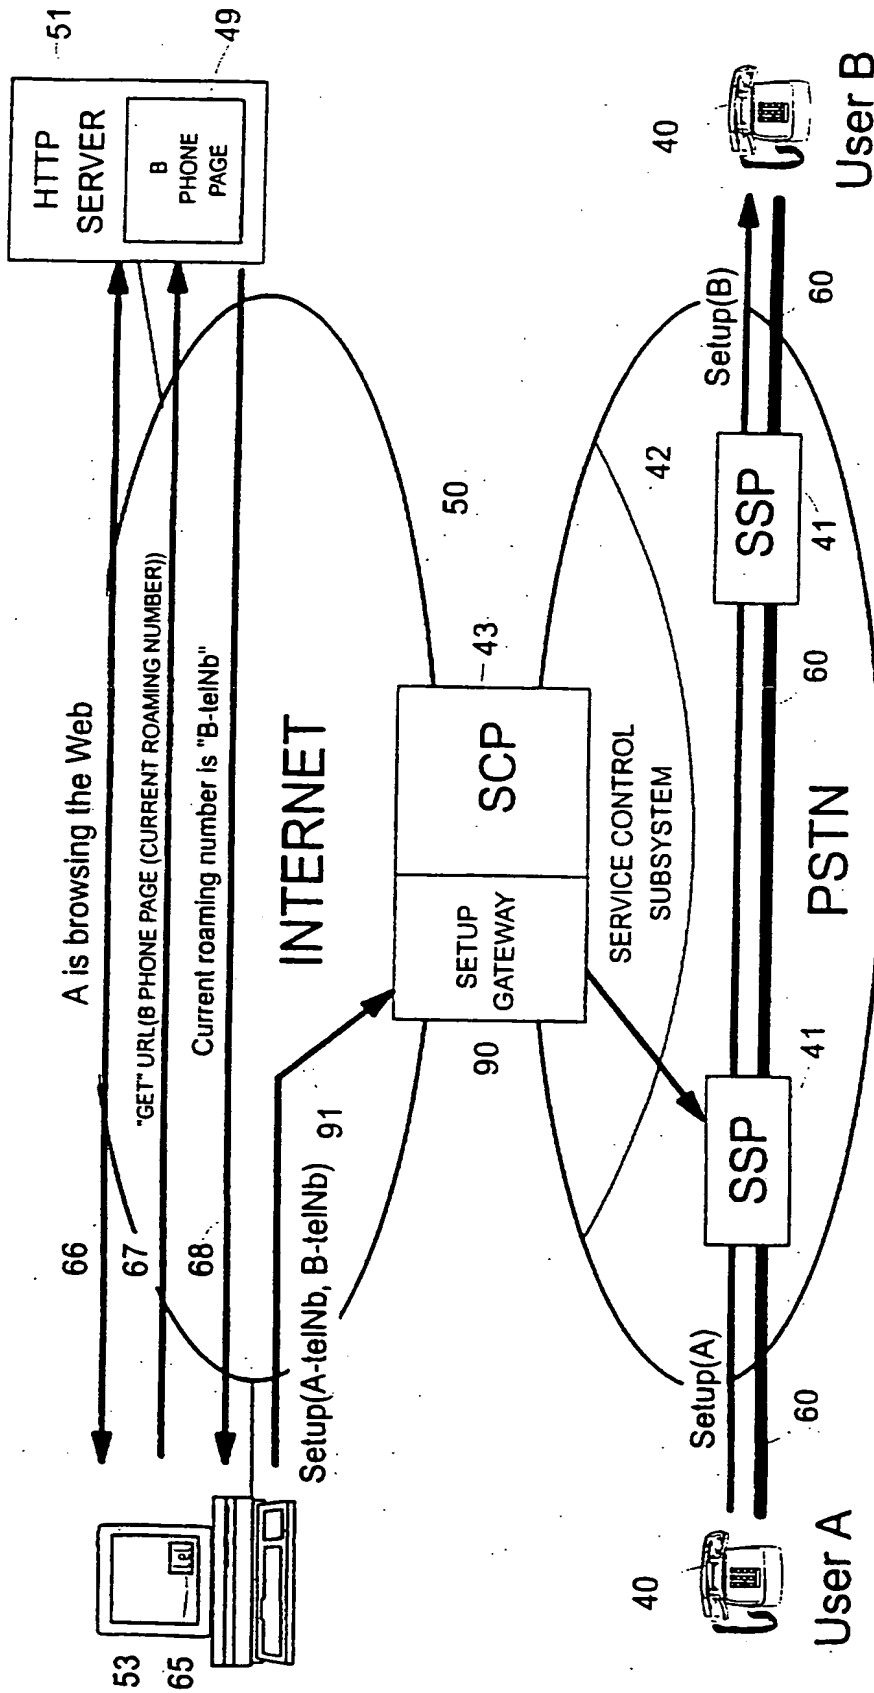 51
49
HTTP
SERVER
B
PHONE
PAGE
A is browsing the Web
66
"GET" URL(B PHONE PAGE (CURRENT ROAMING NUMBER))
67
Current roaming number is "B-telNb"
68
53
65
tel
Setup(A-telNb, B-telNb)
91
INTERNET
50
SETUP
GATEWAY
SCP
43
90
SERVICE CONTROL
SUBSYSTEM
42
40
Setup(A)
SSP
41
60
SSP
41
Setup(B)
40
60
60
PSTN
User A
User B